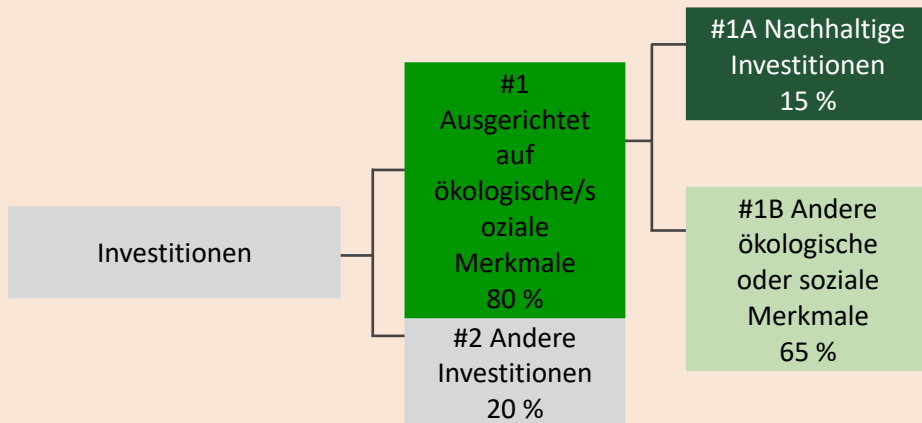 Investitionen
#1
Ausgerichtet
auf
ökologische/s
oziale
Merkmale
80 %
#2 Andere
Investitionen
20 %
#1A Nachhaltige
Investitionen
15 %
#1B Andere
ökologische
oder soziale
Merkmale
65 %